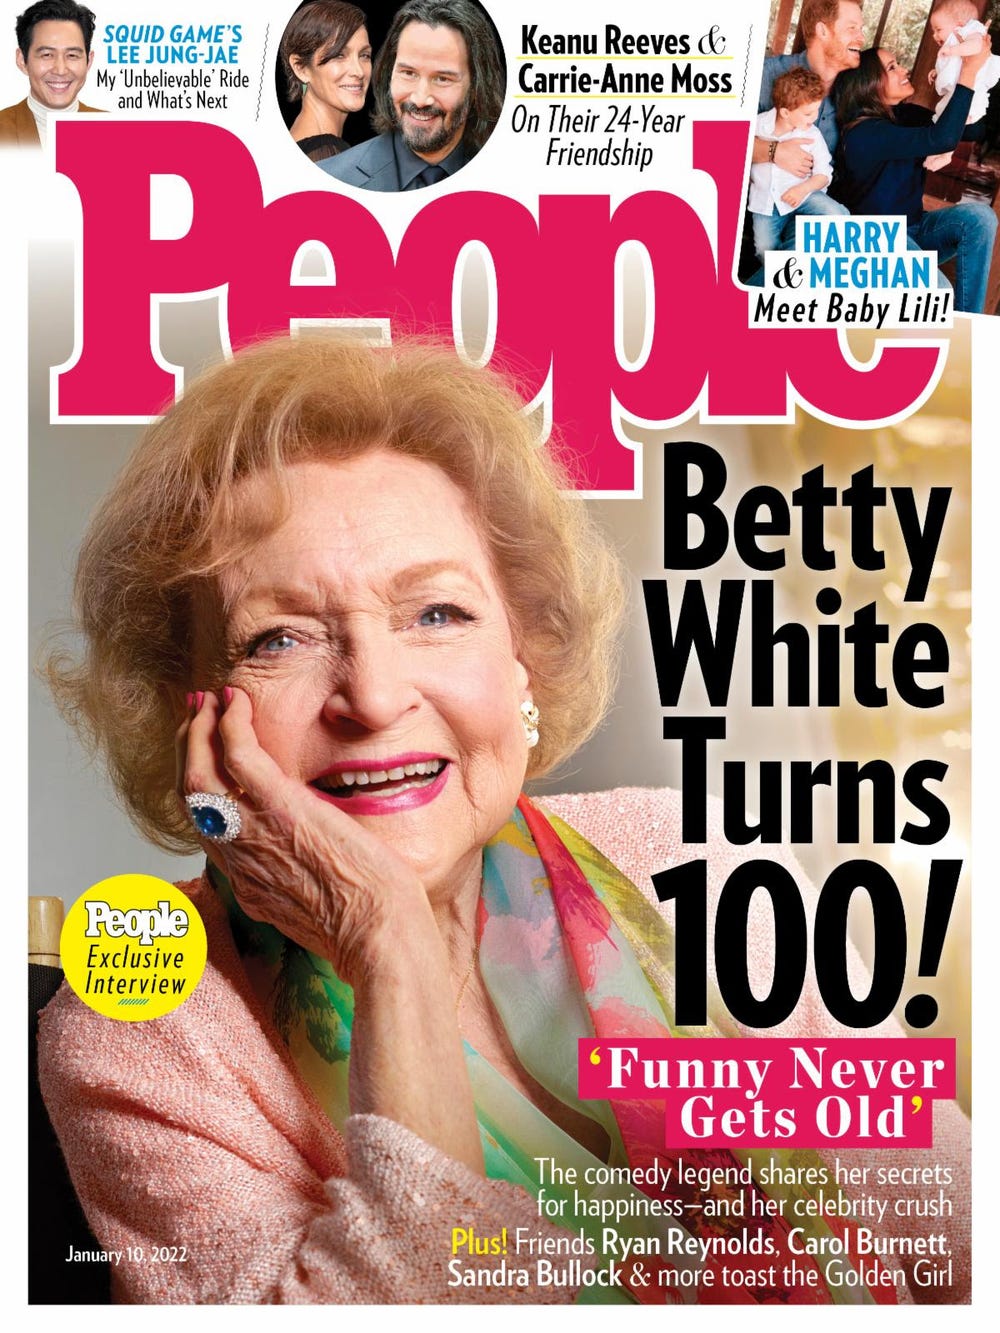 SQUID GAME'S
LEE JUNG-JAE
My 'Unbelievable' Ride
and What's Next
Keanu Reeves &
Carrie-Anne Moss
On Their 24-Year
Friendship
HARRY
& MEGHAN
Meet Baby Lili!
People
Betty
White
Turns
100!
People
Exclusive
Interview
'Funny Never
Gets Old'
The comedy legend shares her secrets
for happiness—and her celebrity crush
Plus! Friends Ryan Reynolds, Carol Burnett,
Sandra Bullock & more toast the Golden Girl
January 10, 2022